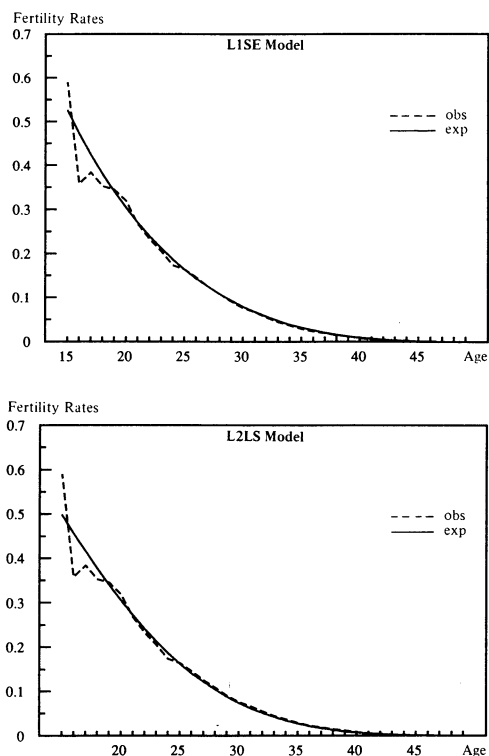 Fertility Rates
0.7
L1SE Model
0.6
obs
exp
0.5
0.4
0.3
0.2
0.1
0
15 20 25 30 35 40 45 Age
Fertility Rates
0.7
L2LS Model
0.6
obs
0.5
exp
0.4
0.3
0.2
0.1
0
20 25 30 35 40 45 Age